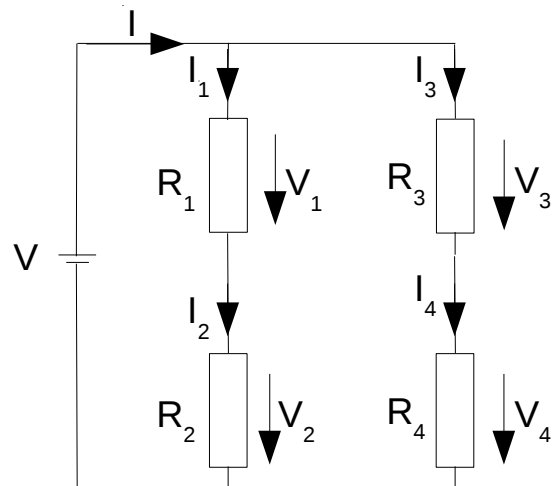 I
I₁
I₃
R₁
V₁
R₃
V₃
V
I₂
I₄
R₂
V₂
R₄
V₄